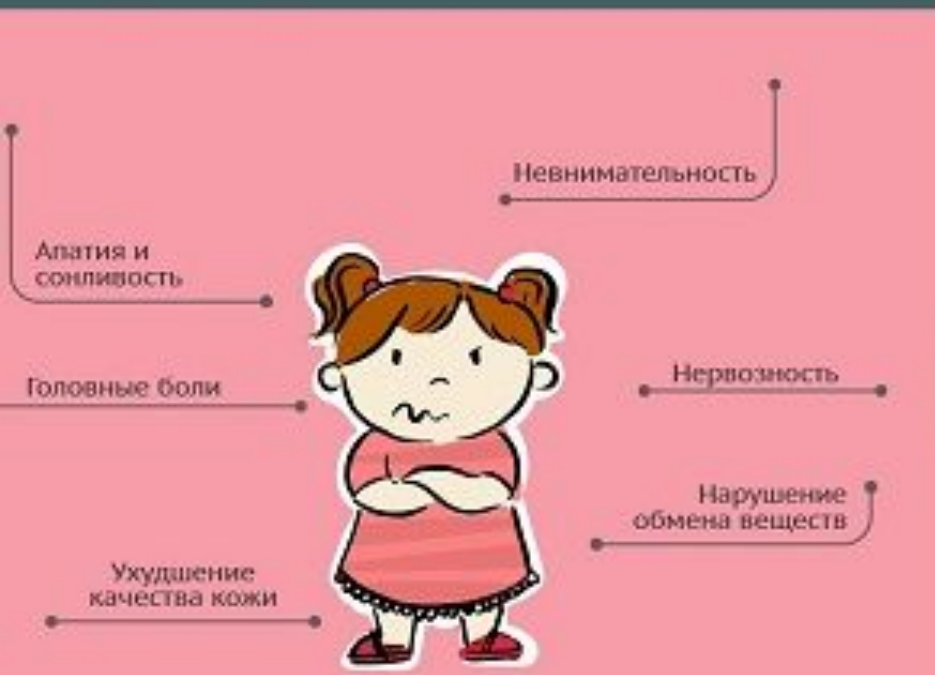 Невнимательность
Апатия и
сонливость
Головные боли
Нервозность
Нарушение
обмена веществ
Ухудшение
качества кожи